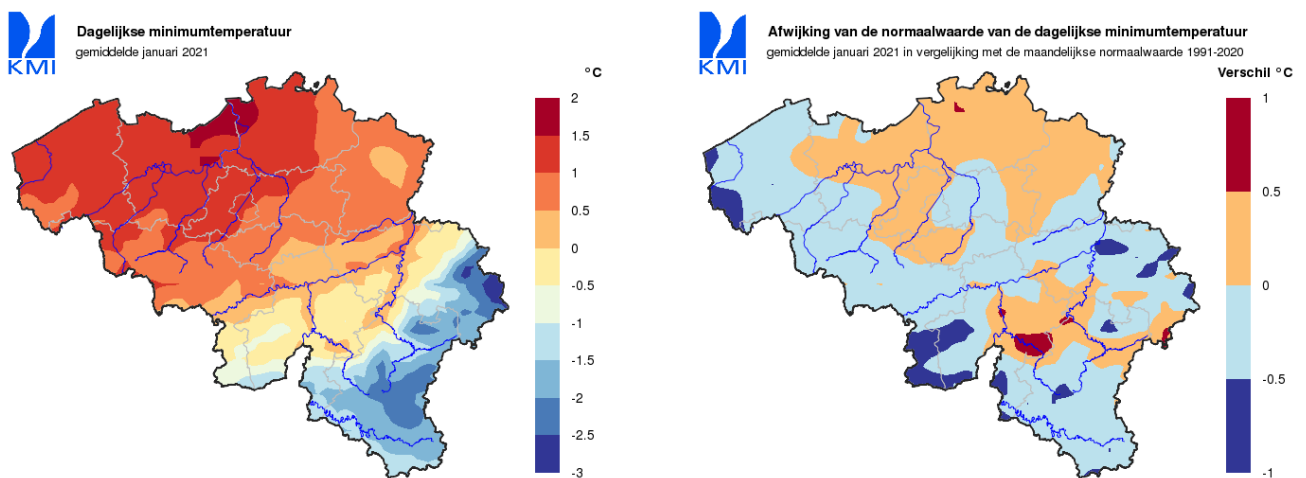 KMI
Dagelijkse minimumtemperatuur
gemiddelde januari 2021
°C
2
1.5
1
0.5
0
-0.5
-1
-1.5
-2
-2.5
-3
KMI
Afwijking van de normaalwaarde van de dagelijkse minimumtemperatuur
gemiddelde januari 2021 in vergelijking met de maandelijkse normaalwaarde 1991-2020
Verschil °C
1
0.5
0
-0.5
-1